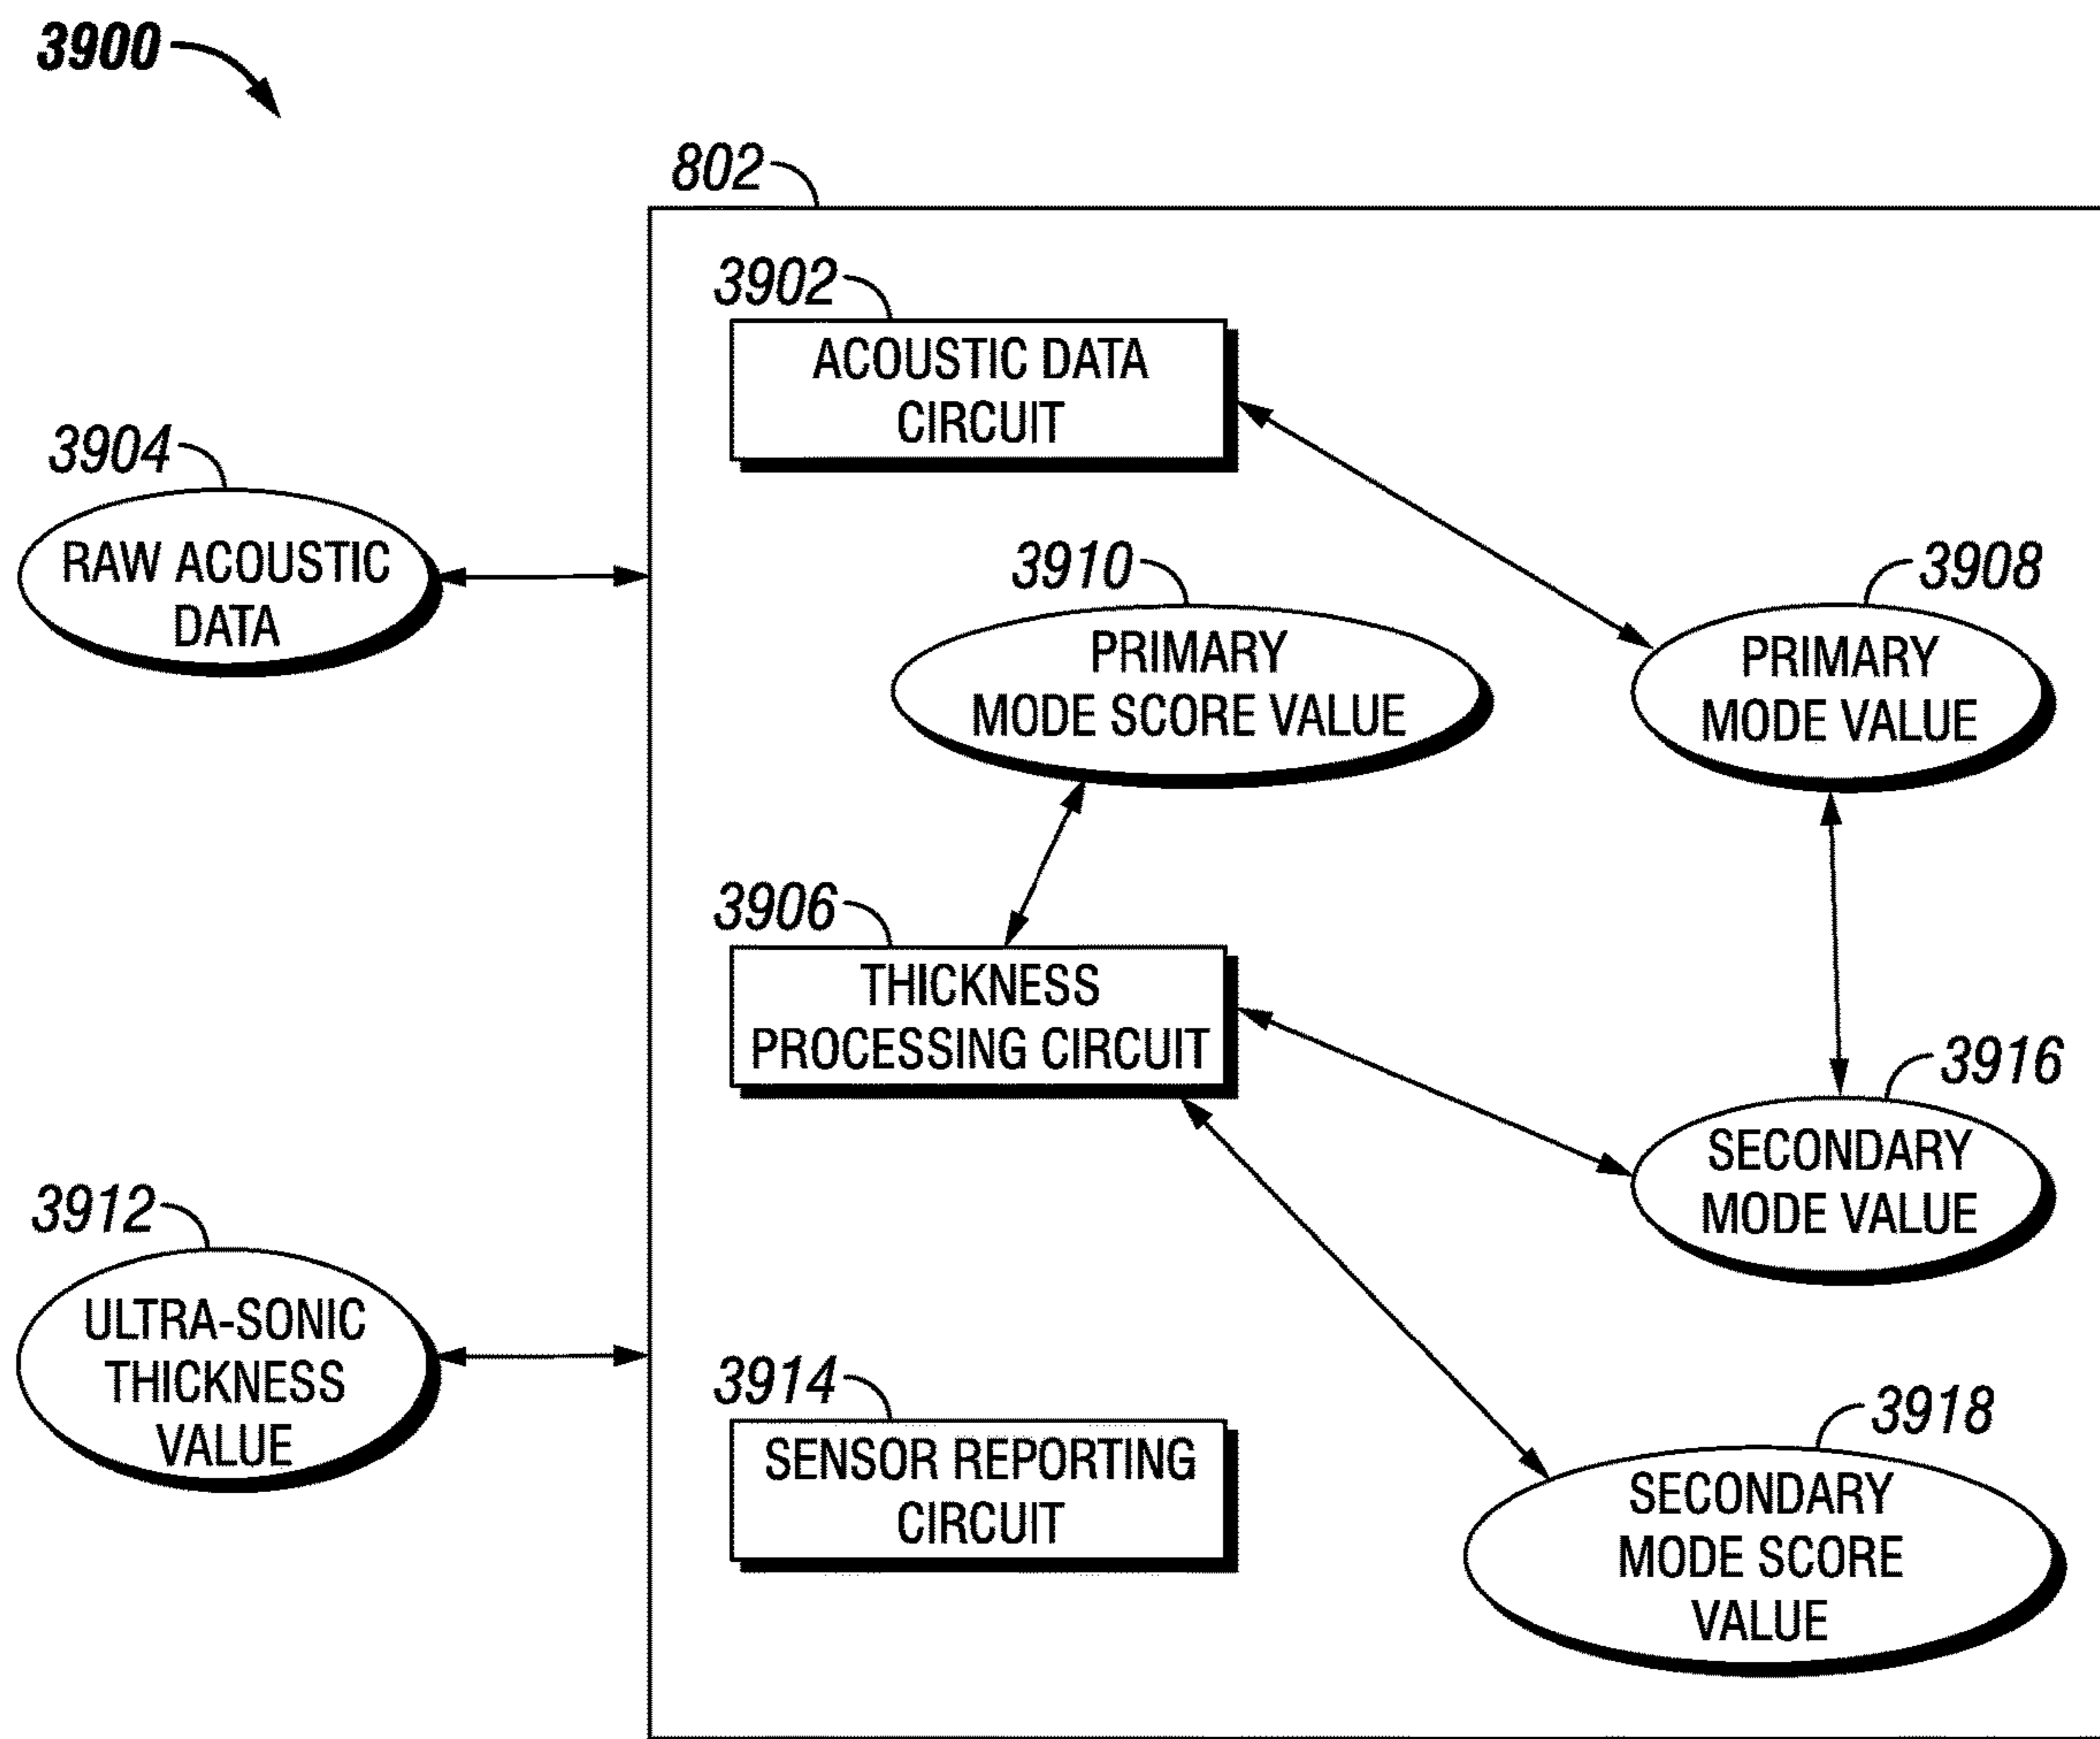 3900
802
3902
ACOUSTIC DATA
CIRCUIT
3904
RAW ACOUSTIC
DATA
3910
PRIMARY
MODE SCORE VALUE
3908
PRIMARY
MODE VALUE
3906
THICKNESS
PROCESSING CIRCUIT
3916
SECONDARY
MODE VALUE
3912
ULTRA-SONIC
THICKNESS
VALUE
3914
SENSOR REPORTING
CIRCUIT
3918
SECONDARY
MODE SCORE
VALUE